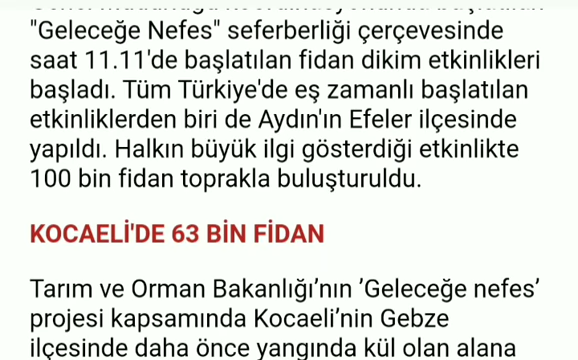 "Geleceğe Nefes" seferberliği çerçevesinde
saat 11.11'de başlatılan fidan dikim etkinlikleri
başladı. Tüm Türkiye'de eş zamanlı başlatılan
etkinliklerden biri de Aydın'ın Efeler ilçesinde
yapıldı. Halkın büyük ilgi gösterdiği etkinlikte
100 bin fidan toprakla buluşturuldu.
KOCAELİ'DE 63 BİN FİDAN
Tarım ve Orman Bakanlığı’nın ’Geleceğe nefes’
projesi kapsamında Kocaeli’nin Gebze
ilçesinde daha önce yangında kül olan alana